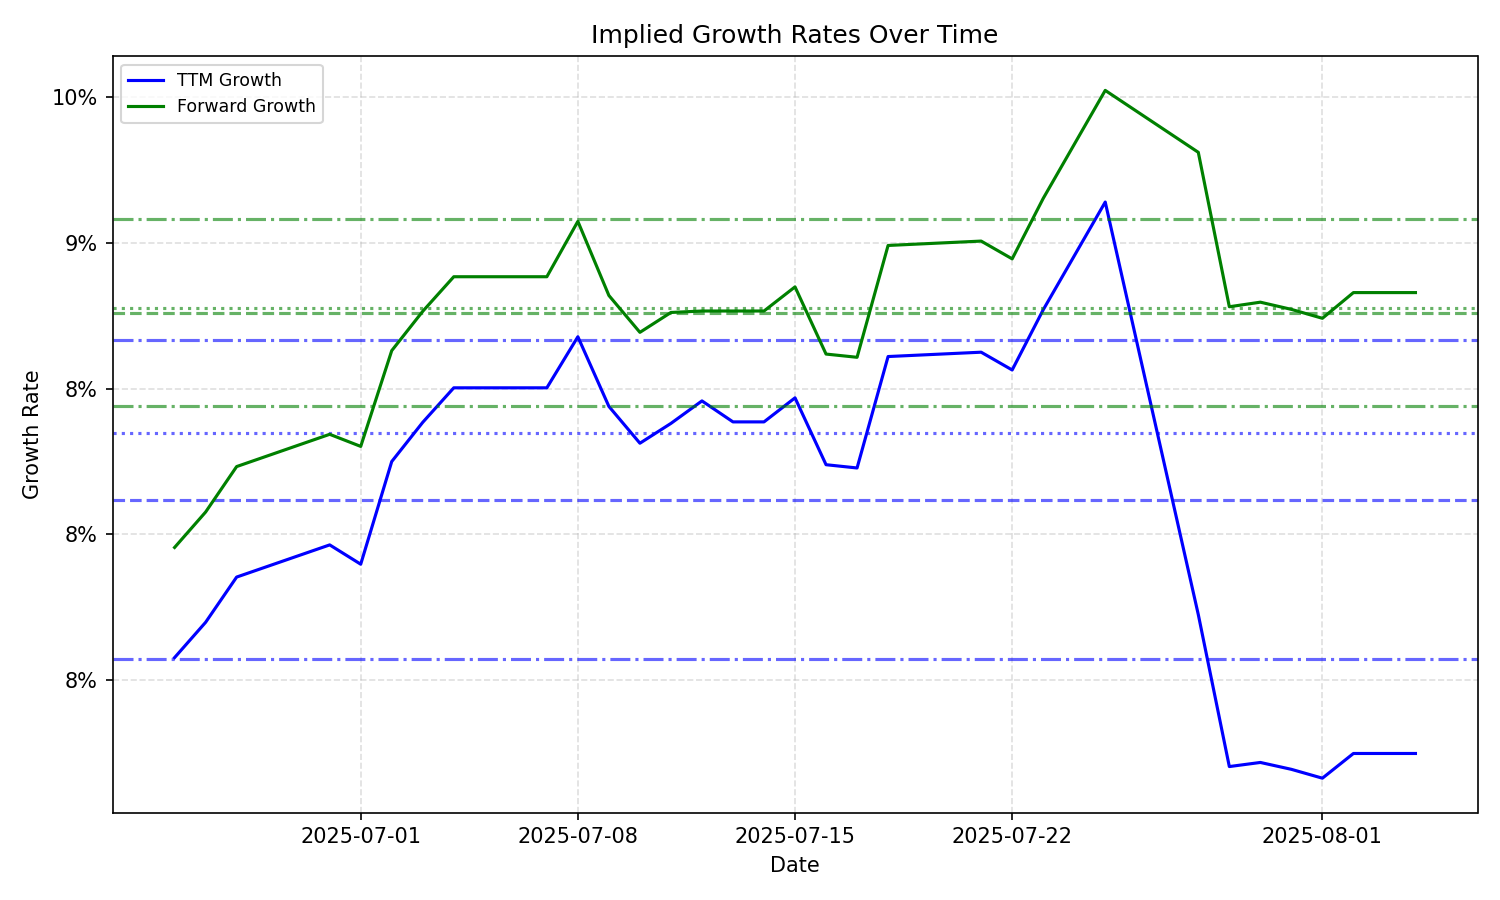 Implied Growth Rates Over Time
TTM Growth
Forward Growth
10%
9%
8%
8%
8%
Growth Rate
2025-07-01
2025-07-08
2025-07-15
2025-07-22
2025-08-01
Date